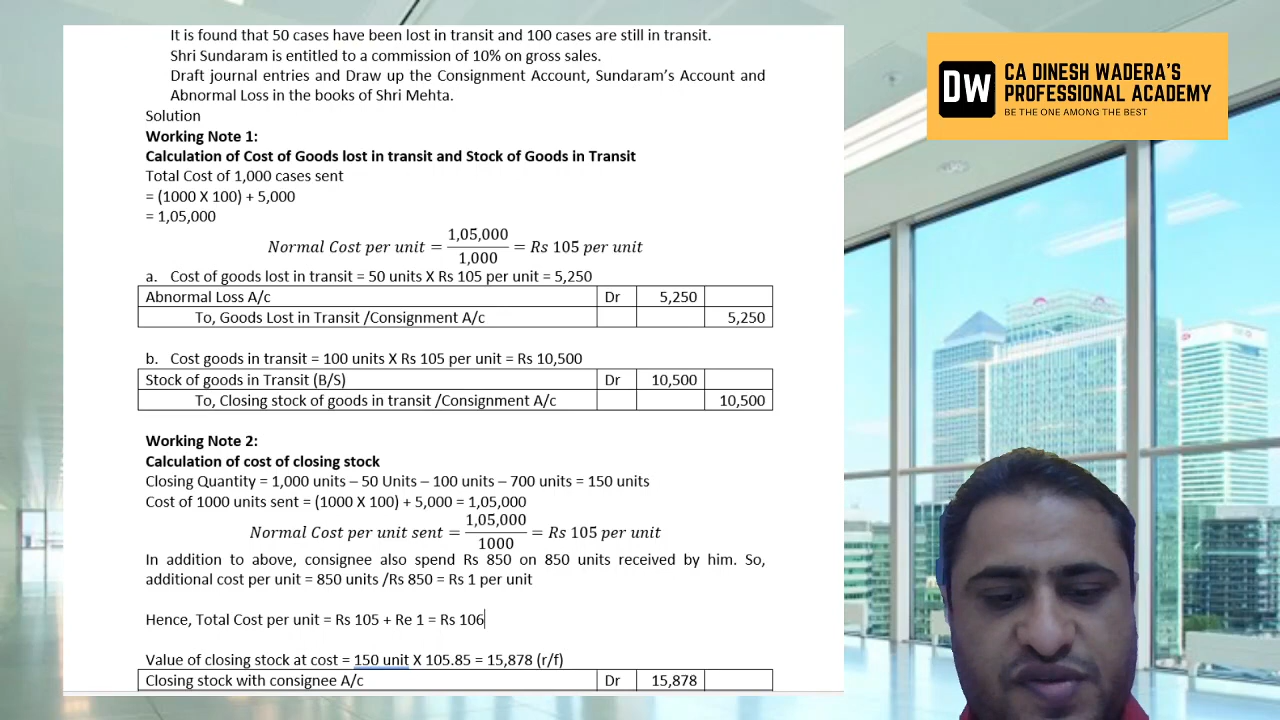 It is found that 50 cases have been lost in transit and 100 cases are still in transit.
Shri Sundaram is entitled to a commission of 10% on gross sales.
Draft journal entries and Draw up the Consignment Account, Sundaram's Account and
Abnormal Loss in the books of Shri Mehta.
Solution
Working Note 1:
Calculation of Cost of Goods lost in transit and Stock of Goods in Transit
Total Cost of 1,000 cases sent
= (1000 X 100) + 5,000
= 1,05,000
Normal Cost per unit = 1,05,000 / 1,000 = Rs 105 per unit
a. Cost of goods lost in transit = 50 units X Rs 105 per unit = 5,250
Abnormal Loss A/c Dr 5,250
To, Goods Lost in Transit /Consignment A/c 5,250
b. Cost goods in transit = 100 units X Rs 105 per unit = Rs 10,500
Stock of goods in Transit (B/S) Dr 10,500
To, Closing stock of goods in transit /Consignment A/c 10,500
Working Note 2:
Calculation of cost of closing stock
Closing Quantity = 1,000 units – 50 Units – 100 units – 700 units = 150 units
Cost of 1000 units sent = (1000 X 100) + 5,000 = 1,05,000
Normal Cost per unit sent = 1,05,000 / 1000 = Rs 105 per unit
In addition to above, consignee also spend Rs 850 on 850 units received by him. So,
additional cost per unit = 850 units /Rs 850 = Rs 1 per unit
Hence, Total Cost per unit = Rs 105 + Re 1 = Rs 106
Value of closing stock at cost = 150 unit X 105.85 = 15,878 (r/f)
Closing stock with consignee A/c Dr 15,878
DW
CA DINESH WADERA'S
PROFESSIONAL ACADEMY
BE THE ONE AMONG THE BEST